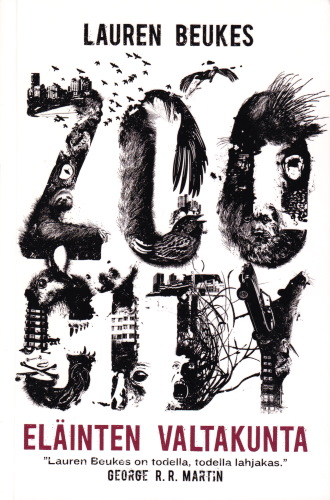 LAUREN BEUKES
ZOO
CITY
ELÄINTEN VALTAKUNTA
"Lauren Beukes on todella, todella lahjakas."
GEORGE R. R. MARTIN